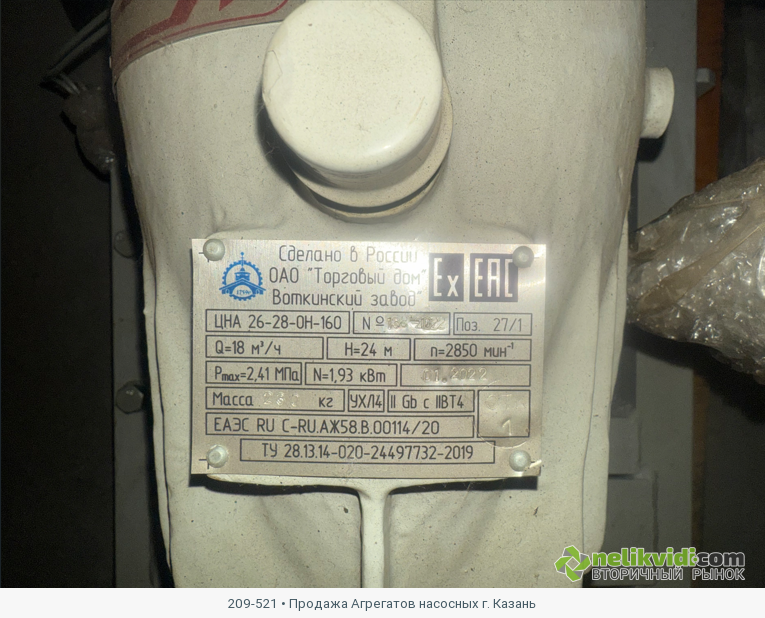 Сделано в России
ОАО "Торговый дом"
Воткинский завод"
Ex EAC
ЦНА 26-28-ОН-160 № Поз. 27/1
Q=18 м³/ч H=24 м n=2850 мин⁻¹
Pmax=2,41 МПа N=1,93 кВт 2022
Масса кг УХЛ4 II Gb c IIBT4
1
ЕАЭС RU C-RU.АЖ58.В.00114/20
ТУ 28.13.14-020-24497732-2019
nelikvidi.com
ВТОРИЧНЫЙ РЫНОК
209-521 • Продажа Агрегатов насосных г. Казань